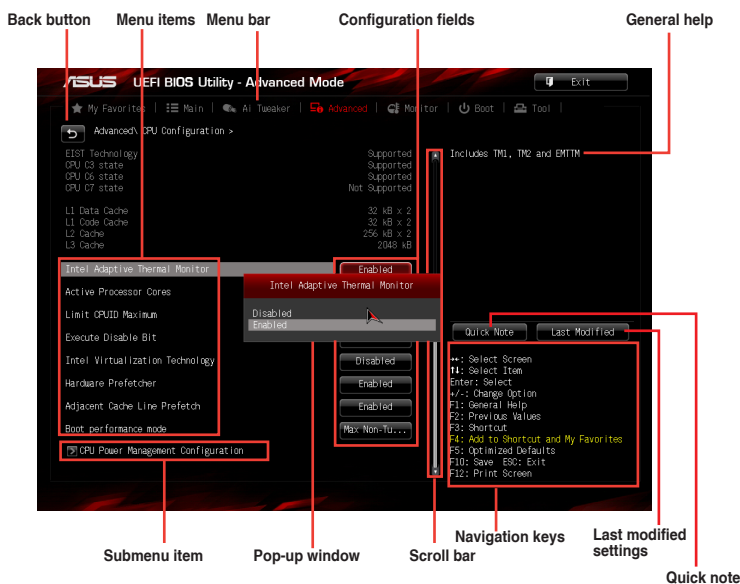 Back button Menu items Menu bar Configuration fields General help
ASUS UEFI BIOS Utility - Advanced Mode Exit
My Favorites Main Ai Tweaker Advanced Monitor Boot Tool
Advanced\ CPU Configuration >
EIST Technology Supported
CPU C3 state Supported
CPU C6 state Supported
CPU C7 state Not Supported
L1 Data Cache 32 kB x 2
L1 Code Cache 32 kB x 2
L2 Cache 256 kB x 2
L3 Cache 2048 kB
Intel Adaptive Thermal Monitor Enabled
Active Processor Cores
Limit CPUID Maximum
Execute Disable Bit
Intel Virtualization Technology Disabled
Hardware Prefetcher Enabled
Adjacent Cache Line Prefetch Enabled
Boot performance mode Max Non-Tu...
CPU Power Management Configuration
Intel Adaptive Thermal Monitor
Disabled
Enabled
Includes TM1, TM2 and EMTTM
Quick Note Last Modified
→←: Select Screen
↑↓: Select Item
Enter: Select
+/-: Change Option
F1: General Help
F2: Previous Values
F3: Shortcut
F4: Add to Shortcut and My Favorites
F5: Optimized Defaults
F10: Save ESC: Exit
F12: Print Screen
Submenu item Pop-up window Scroll bar Navigation keys Last modified settings
Quick note